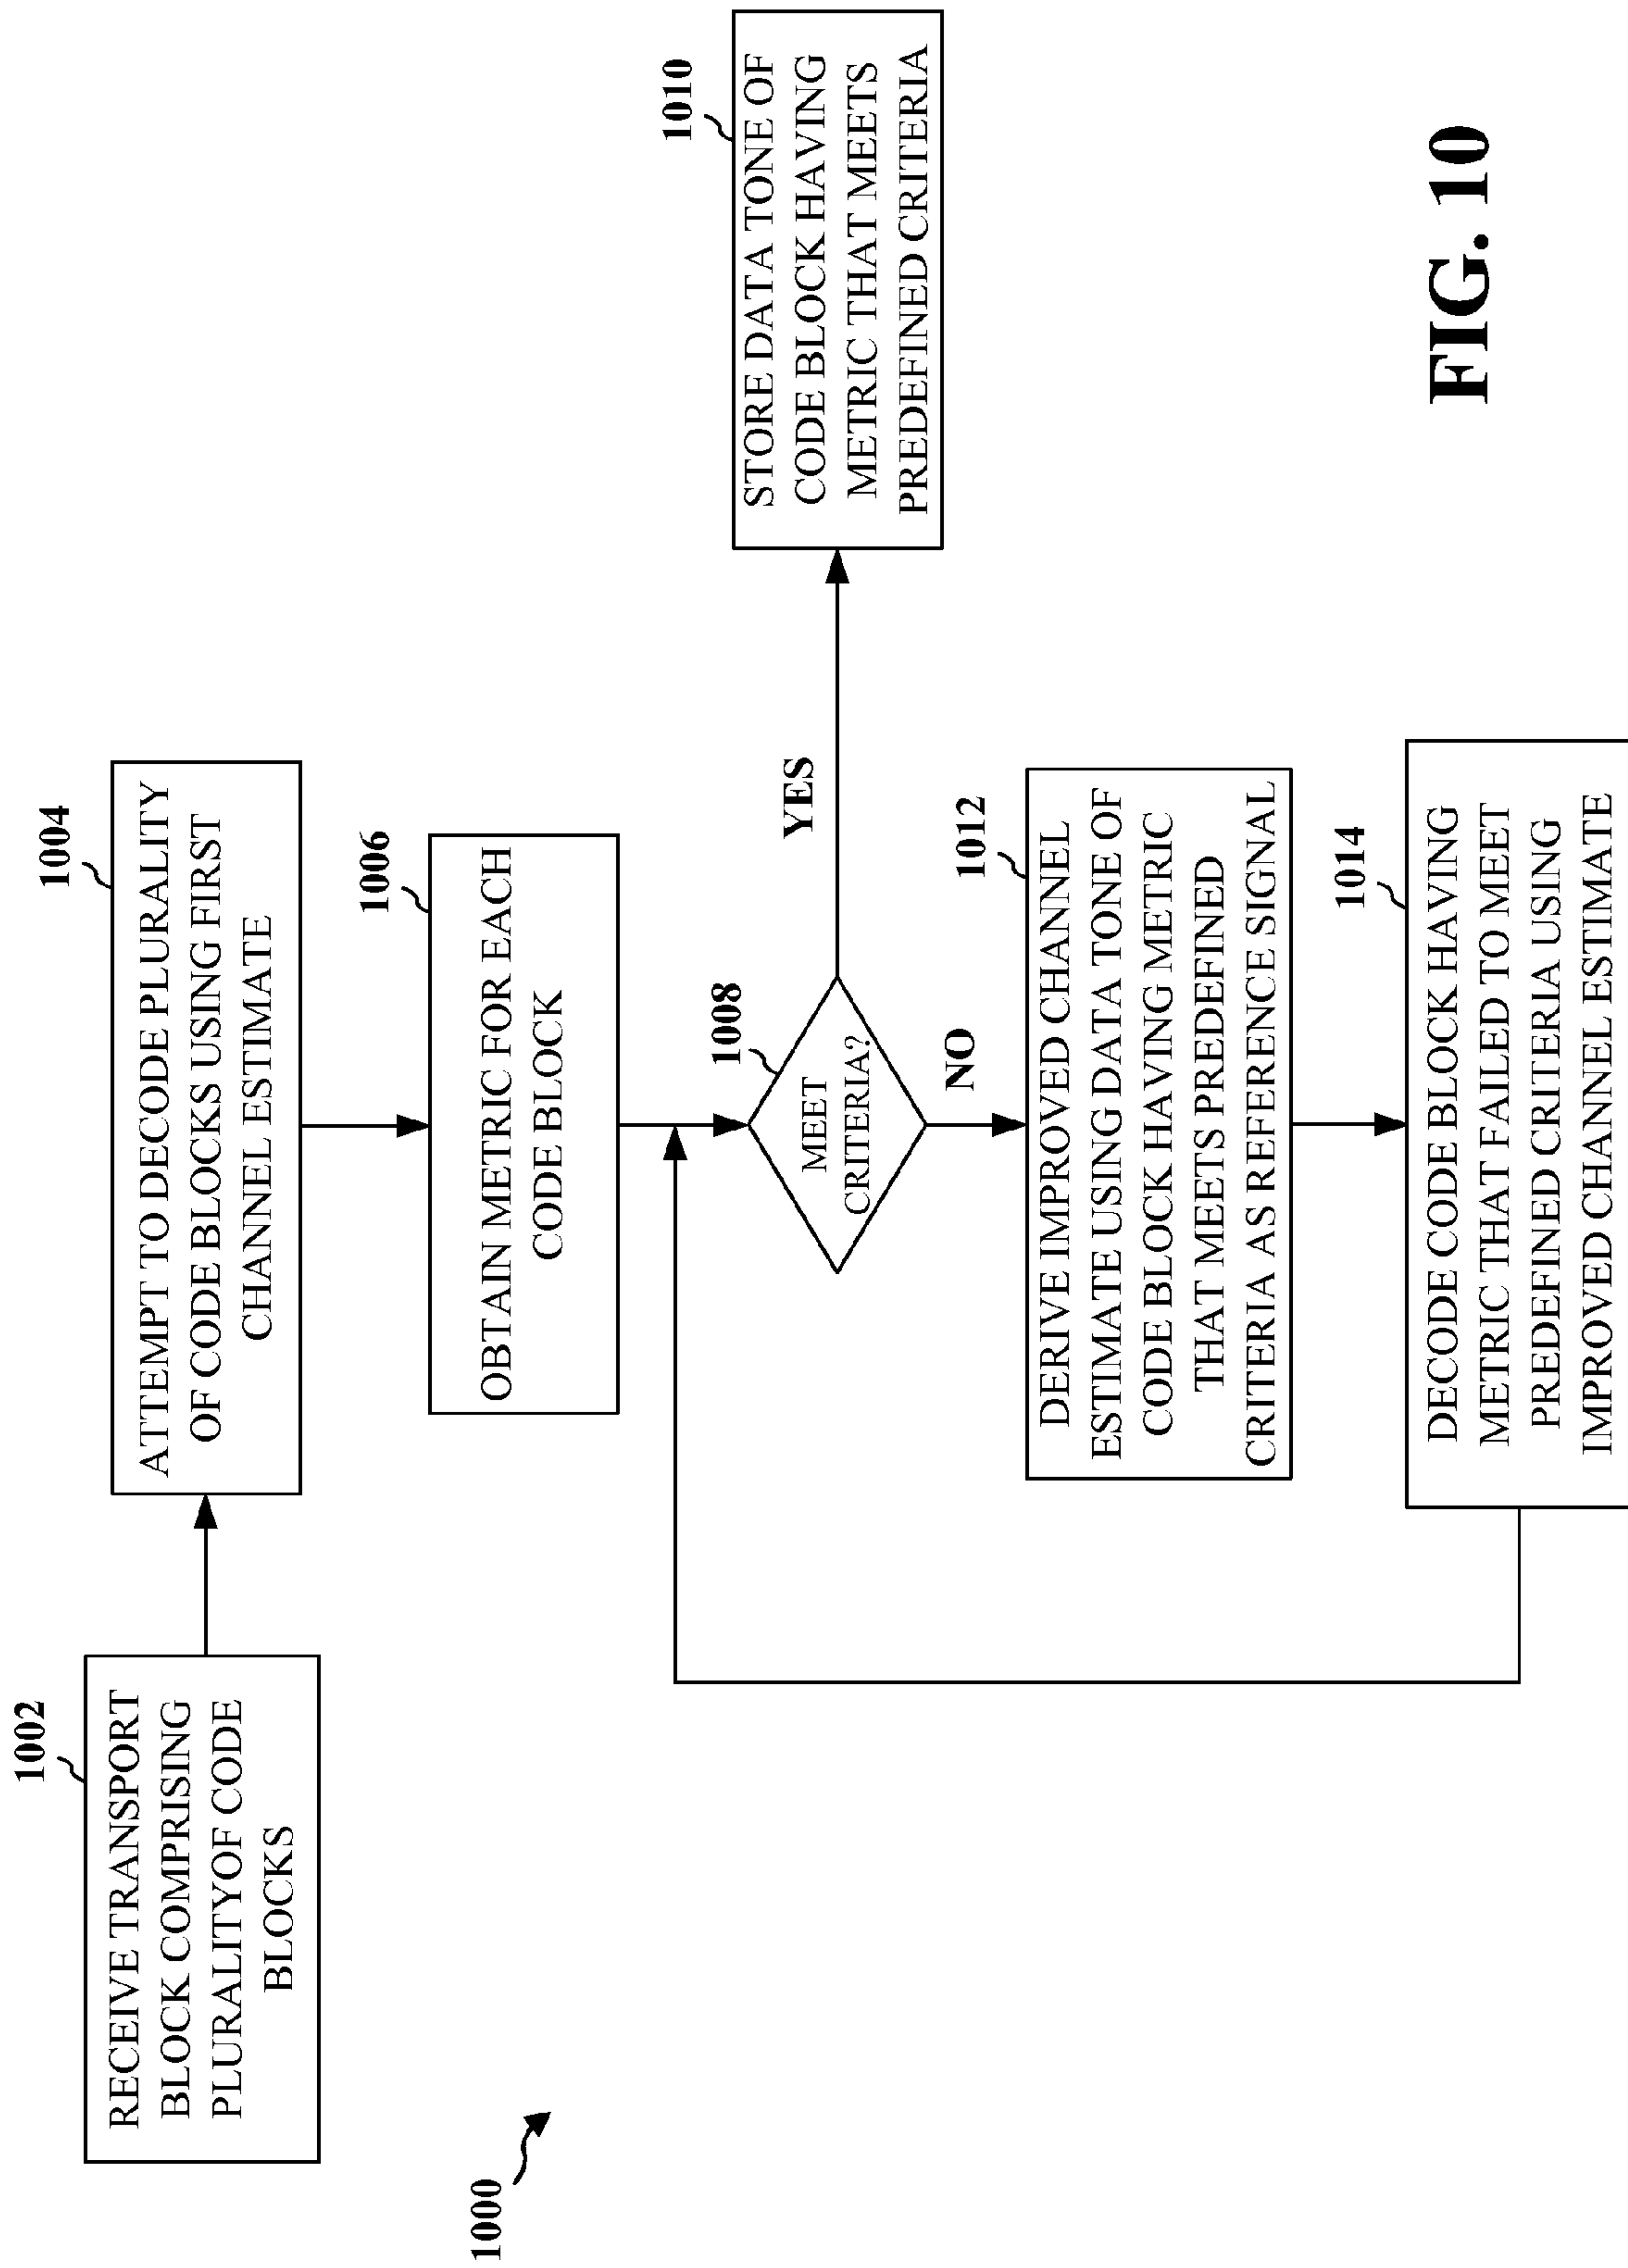 1002
RECEIVE TRANSPORT
BLOCK COMPRISING
PLURALITYOF CODE
BLOCKS
1004
ATTEMPT TO DECODE PLURALITY
OF CODE BLOCKS USING FIRST
CHANNEL ESTIMATE
1006
OBTAIN METRIC FOR EACH
CODE BLOCK
1008
MEET
CRITERIA?
YES
NO
1010
STORE DATA TONE OF
CODE BLOCK HAVING
METRIC THAT MEETS
PREDEFINED CRITERIA
1012
DERIVE IMPROVED CHANNEL
ESTIMATE USING DATA TONE OF
CODE BLOCK HAVING METRIC
THAT MEETS PREDEFINED
CRITERIA AS REFERENCE SIGNAL
1014
DECODE CODE BLOCK HAVING
METRIC THAT FAILED TO MEET
PREDEFINED CRITERIA USING
IMPROVED CHANNEL ESTIMATE
1000
FIG. 10